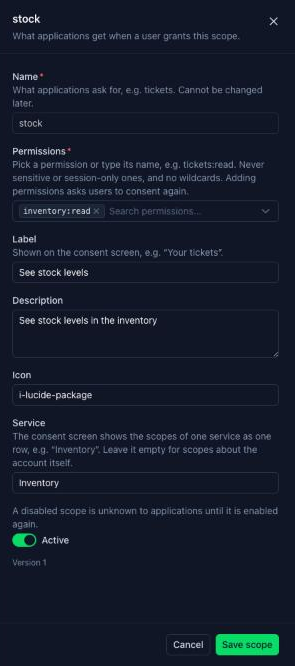 stock
What applications get when a user grants this scope.
Name*
What applications ask for, e.g. tickets. Cannot be changed
later.
stock
Permissions*
Pick a permission or type its name, e.g. tickets:read. Never
sensitive or session-only ones, and no wildcards. Adding
permissions asks users to consent again.
inventory:read × Search permissions...
Label
Shown on the consent screen, e.g. “Your tickets”.
See stock levels
Description
See stock levels in the inventory
Icon
i-lucide-package
Service
The consent screen shows the scopes of one service as one
row, e.g. “Inventory”. Leave it empty for scopes about the
account itself.
Inventory
A disabled scope is unknown to applications until it is enabled
again.
Active
Version 1
Cancel Save scope